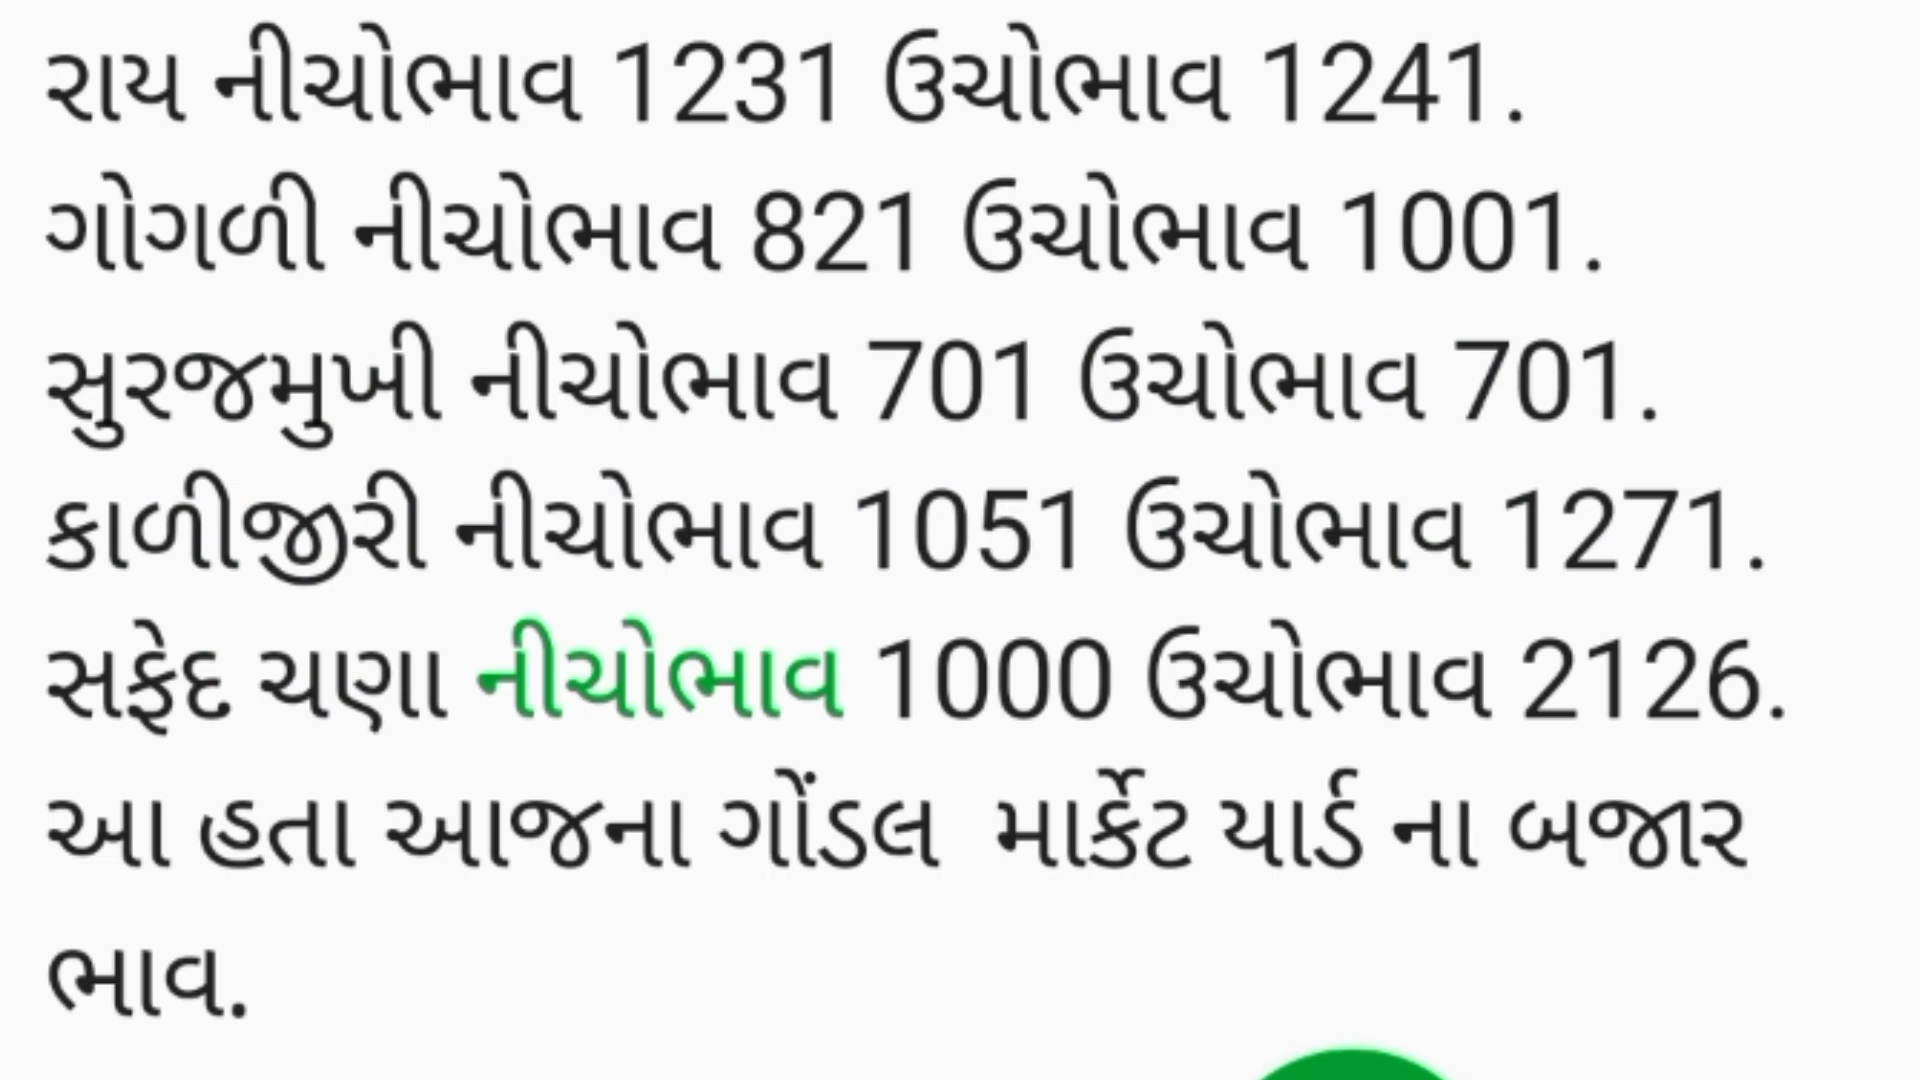 રાય નીચોભાવ 1231 ઉચોભાવ 1241.
ગોગળી નીચોભાવ 821 ઉચોભાવ 1001.
સુરજમુખી નીચોભાવ 701 ઉચોભાવ 701.
કાળીજીરી નીચોભાવ 1051 ઉચોભાવ 1271.
સફેદ ચણા નીચોભાવ 1000 ઉચોભાવ 2126.
આ હતા આજના ગોંડલ માર્કેટ યાર્ડ ના બજાર
ભાવ.